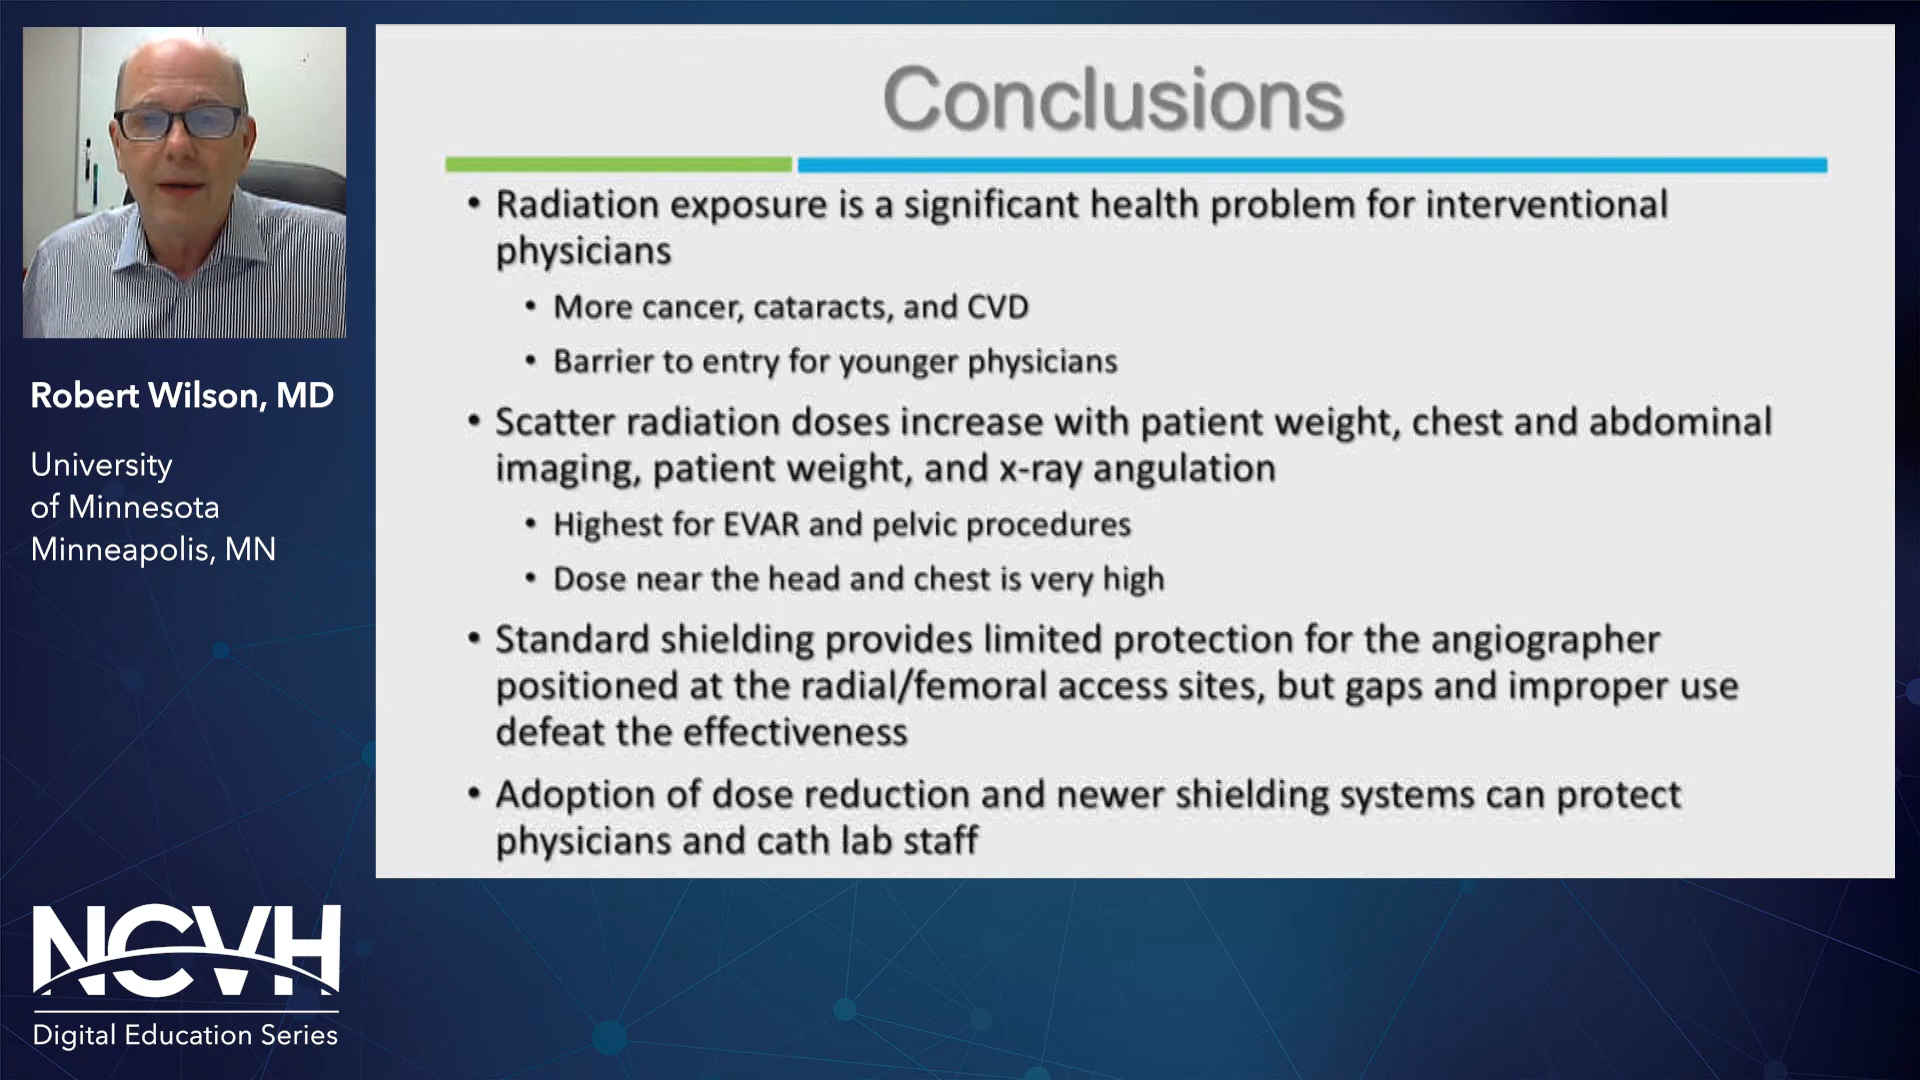 Robert Wilson, MD
University
of Minnesota
Minneapolis, MN
NCVH
Digital Education Series
Conclusions
• Radiation exposure is a significant health problem for interventional
physicians
• More cancer, cataracts, and CVD
• Barrier to entry for younger physicians
• Scatter radiation doses increase with patient weight, chest and abdominal
imaging, patient weight, and x-ray angulation
• Highest for EVAR and pelvic procedures
• Dose near the head and chest is very high
• Standard shielding provides limited protection for the angiographer
positioned at the radial/femoral access sites, but gaps and improper use
defeat the effectiveness
• Adoption of dose reduction and newer shielding systems can protect
physicians and cath lab staff